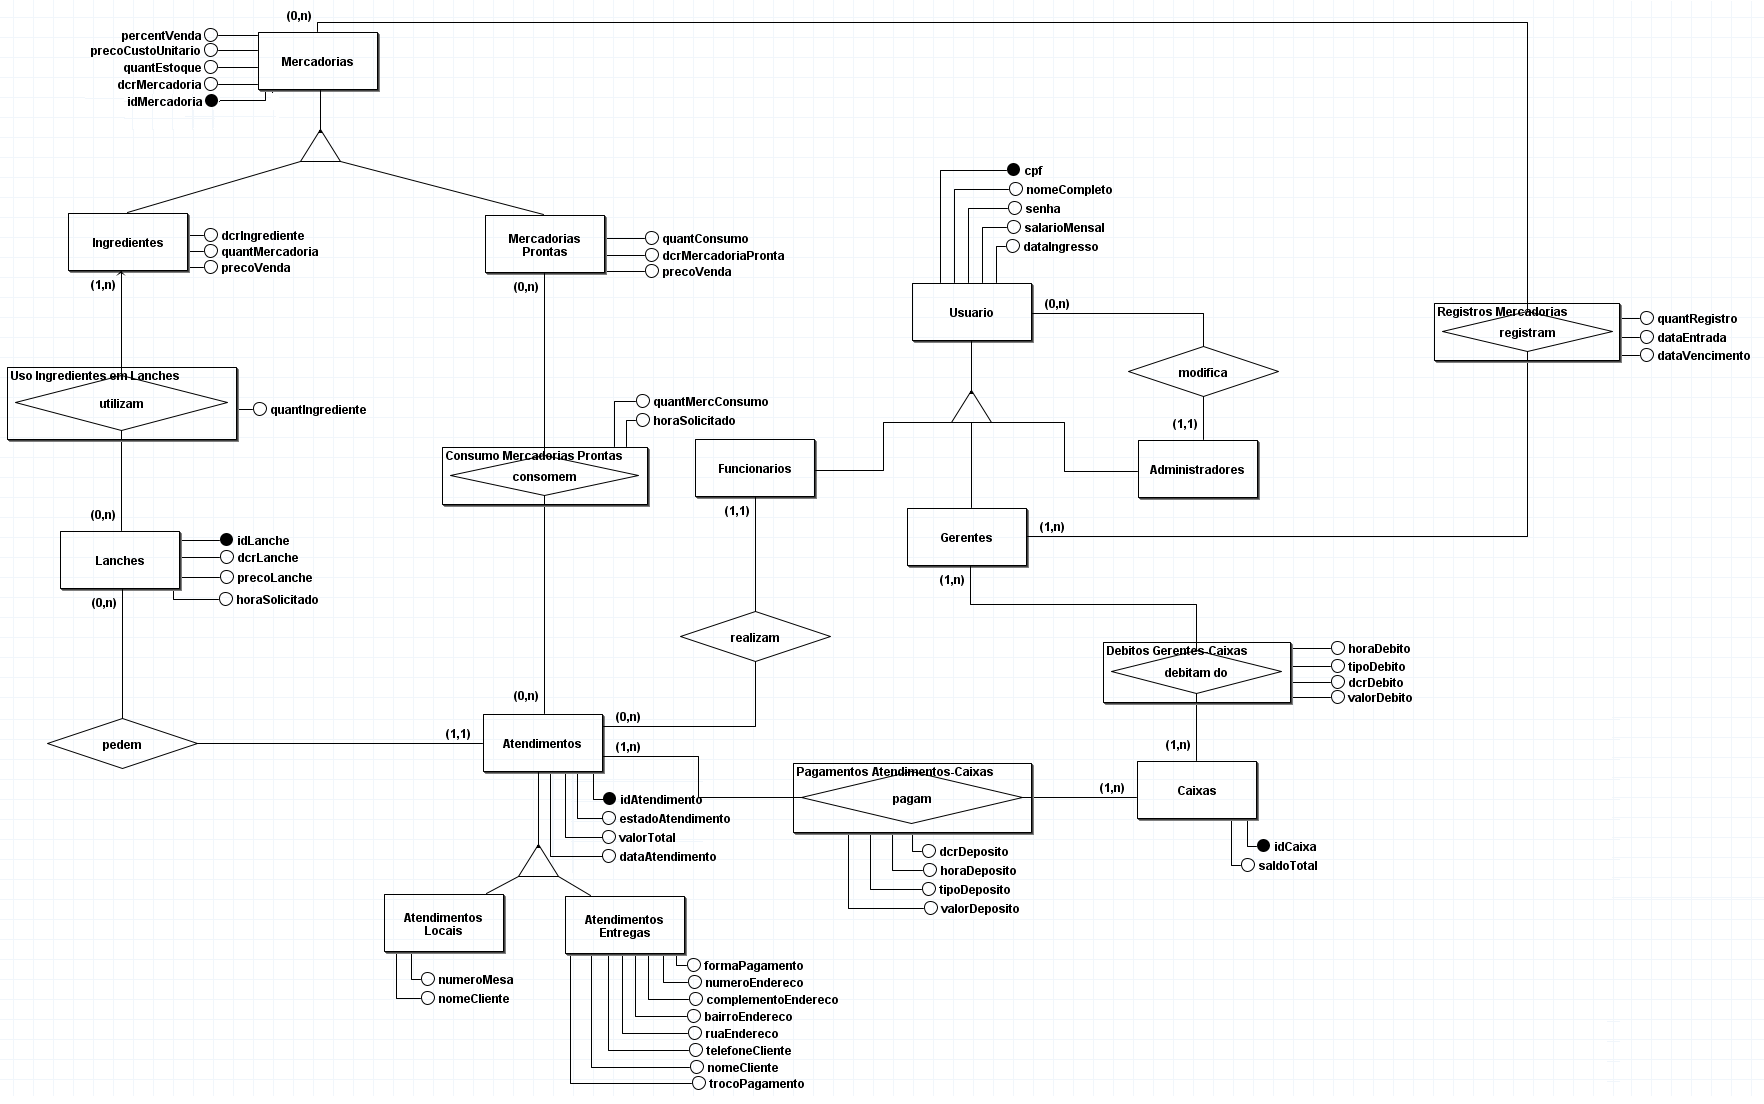 (0,n)
percentVenda
precoCustoUnitario
quantEstoque
dcrMercadoria
idMercadoria
Mercadorias
Ingredientes
dcrIngrediente
quantMercadoria
precoVenda
(1,n)
Mercadorias
Prontas
quantConsumo
dcrMercadoriaPronta
precoVenda
(0,n)
cpf
nomeCompleto
senha
salarioMensal
dataIngresso
Usuario
(0,n)
modifica
(1,1)
Registros Mercadorias
registram
quantRegistro
dataEntrada
dataVencimento
Uso Ingredientes em Lanches
utilizam
quantIngrediente
quantMercConsumo
horaSolicitado
Consumo Mercadorias Prontas
consomem
Funcionarios
(1,1)
Administradores
Gerentes
(1,n)
(1,n)
(0,n)
Lanches
idLanche
dcrLanche
precoLanche
horaSolicitado
(0,n)
realizam
Debitos Gerentes-Caixas
debitam do
horaDebito
tipoDebito
dcrDebito
valorDebito
pedem
(1,1)
(0,n)
Atendimentos
(0,n)
(1,n)
idAtendimento
estadoAtendimento
valorTotal
dataAtendimento
Pagamentos Atendimentos-Caixas
pagam
dcrDeposito
horaDeposito
tipoDeposito
valorDeposito
(1,n)
(1,n)
Caixas
idCaixa
saldoTotal
Atendimentos
Locais
numeroMesa
nomeCliente
Atendimentos
Entregas
formaPagamento
numeroEndereco
complementoEndereco
bairroEndereco
ruaEndereco
telefoneCliente
nomeCliente
trocoPagamento